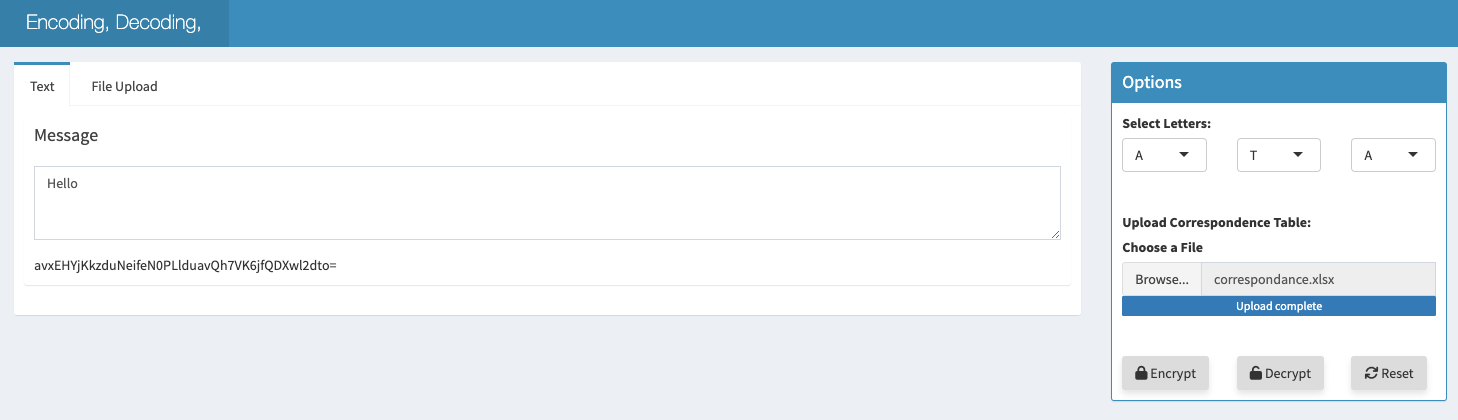 Encoding, Decoding,
Text File Upload
Message
Hello
avxEHYjKkzduNeifeN0PLlduavQh7VK6jfQDXwl2dto=
Options
Select Letters:
A T A
Upload Correspondence Table:
Choose a File
Browse... correspondance.xlsx
Upload complete
Encrypt Decrypt Reset